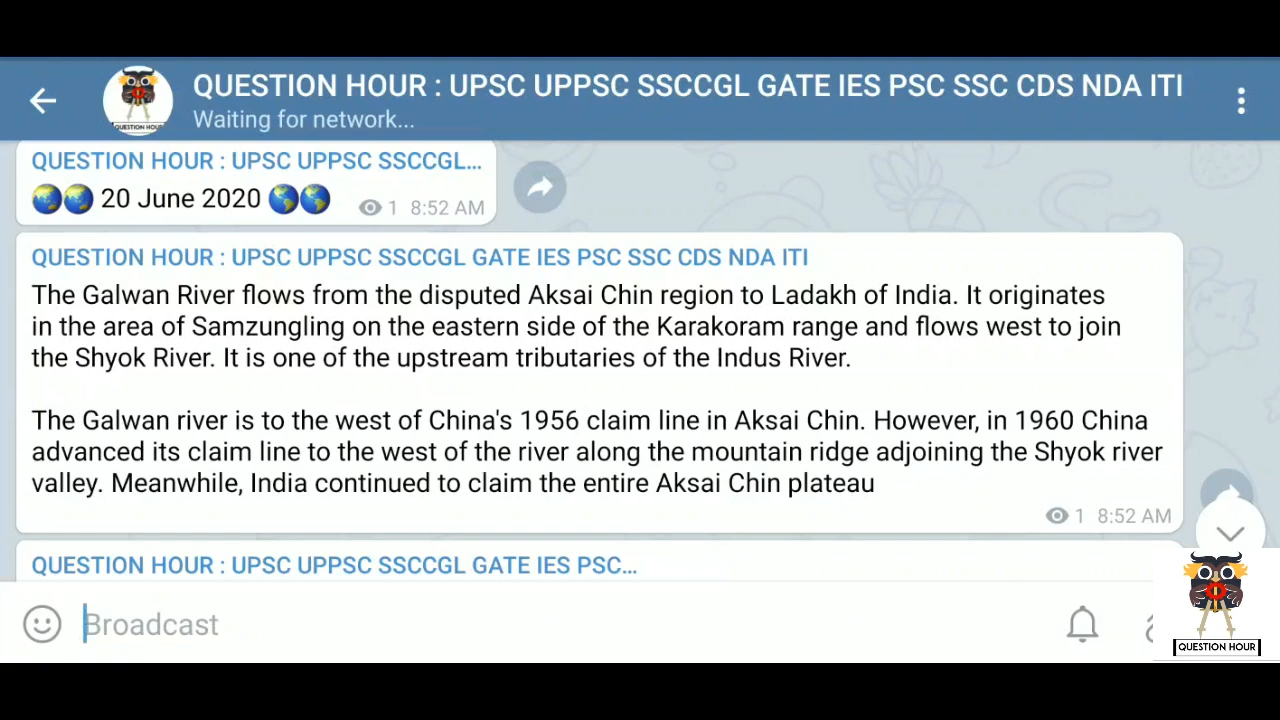 QUESTION HOUR : UPSC UPPSC SSCCGL GATE IES PSC SSC CDS NDA ITI
Waiting for network...
QUESTION HOUR : UPSC UPPSC SSCCGL...
20 June 2020
1 8:52 AM
QUESTION HOUR : UPSC UPPSC SSCCGL GATE IES PSC SSC CDS NDA ITI
The Galwan River flows from the disputed Aksai Chin region to Ladakh of India. It originates
in the area of Samzungling on the eastern side of the Karakoram range and flows west to join
the Shyok River. It is one of the upstream tributaries of the Indus River.
The Galwan river is to the west of China's 1956 claim line in Aksai Chin. However, in 1960 China
advanced its claim line to the west of the river along the mountain ridge adjoining the Shyok river
valley. Meanwhile, India continued to claim the entire Aksai Chin plateau
1 8:52 AM
QUESTION HOUR : UPSC UPPSC SSCCGL GATE IES PSC...
Broadcast
QUESTION HOUR
QUESTION HOUR